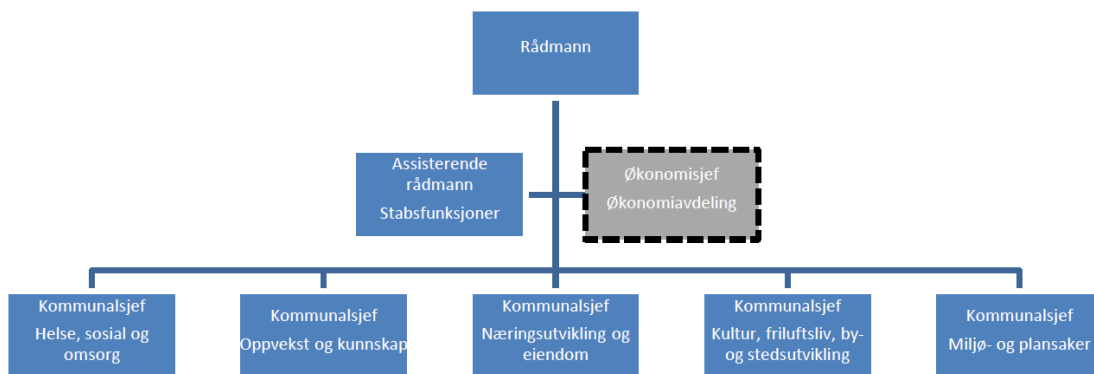 Rådmann
Assisterende
rådmann
Stabsfunksjoner
Økonomisjef
Økonomiavdeling
Kommunalsjef
Helse, sosial og
omsorg
Kommunalsjef
Oppvekst og kunnskap
Kommunalsjef
Næringsutvikling og
eiendom
Kommunalsjef
Kultur, friluftsliv, by-
og stedsutvikling
Kommunalsjef
Miljø- og plansaker